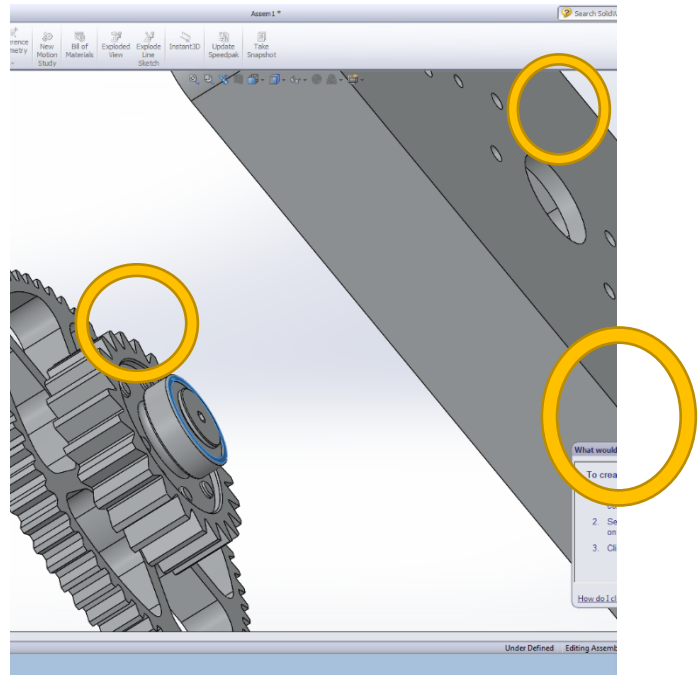 Assem1 *
Search SolidW
erence
metry
New
Motion
Study
Bill of
Materials
Exploded
View
Explode
Line
Sketch
Instant3D
Update
Speedpak
Take
Snapshot
What would
To crea
2. Se
on
3. Cli
How do I cl
Under Defined Editing Assemb